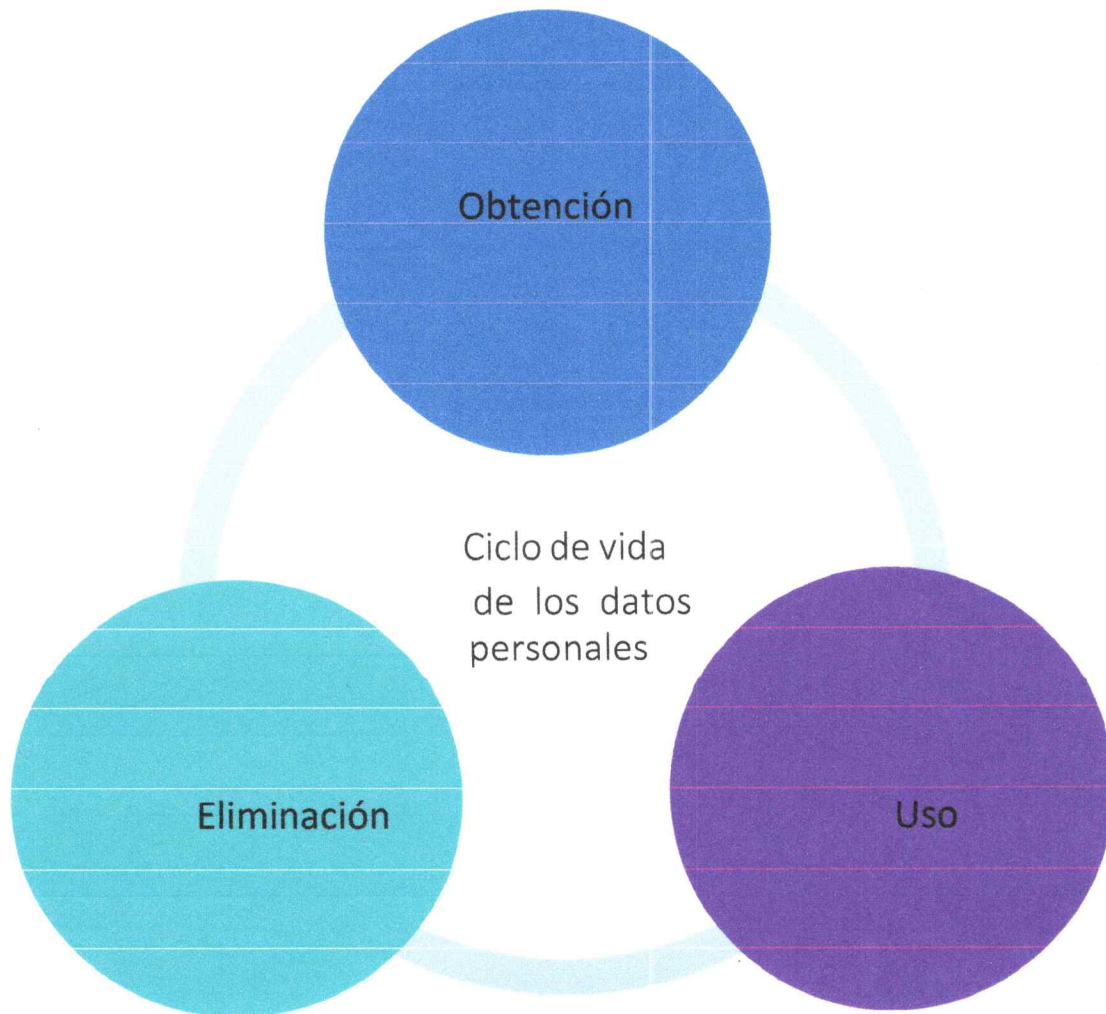 Obtención
Ciclo de vida
de los datos
personales
Eliminación
Uso